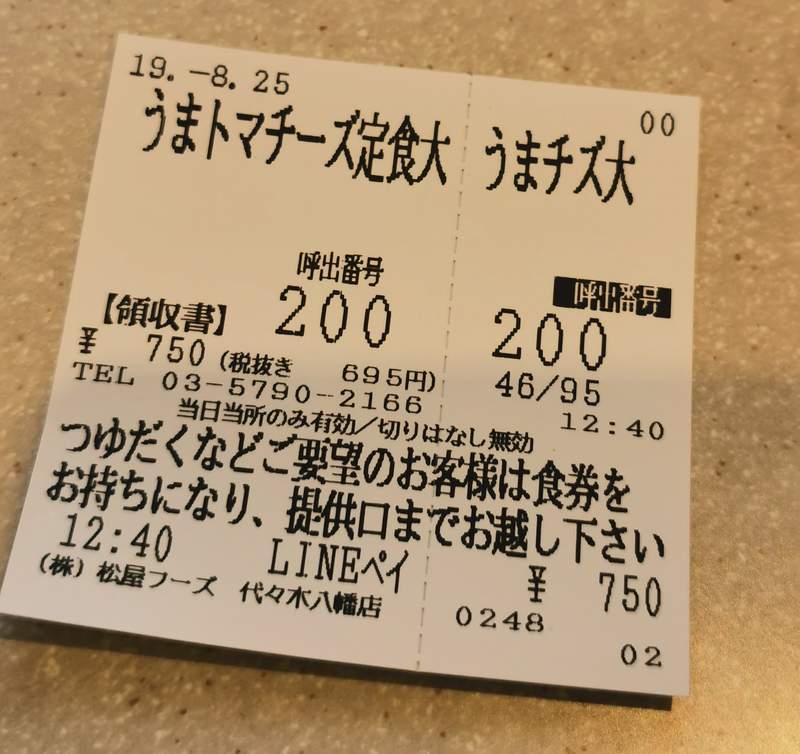 19.-8.25
00
うまトマチーズ定食大 うまチズ大
呼出番号
呼出番号
【領収書】 200
200
¥ 750 (税抜き 695円)
46/95
TEL 03-5790-2166
12:40
当日当所のみ有効/切りはなし無効
つゆだくなどご要望のお客様は食券を
お持ちになり、提供口までお越し下さい
12:40 LINEペイ
¥ 750
(株)松屋フーズ 代々木八幡店
0248
02